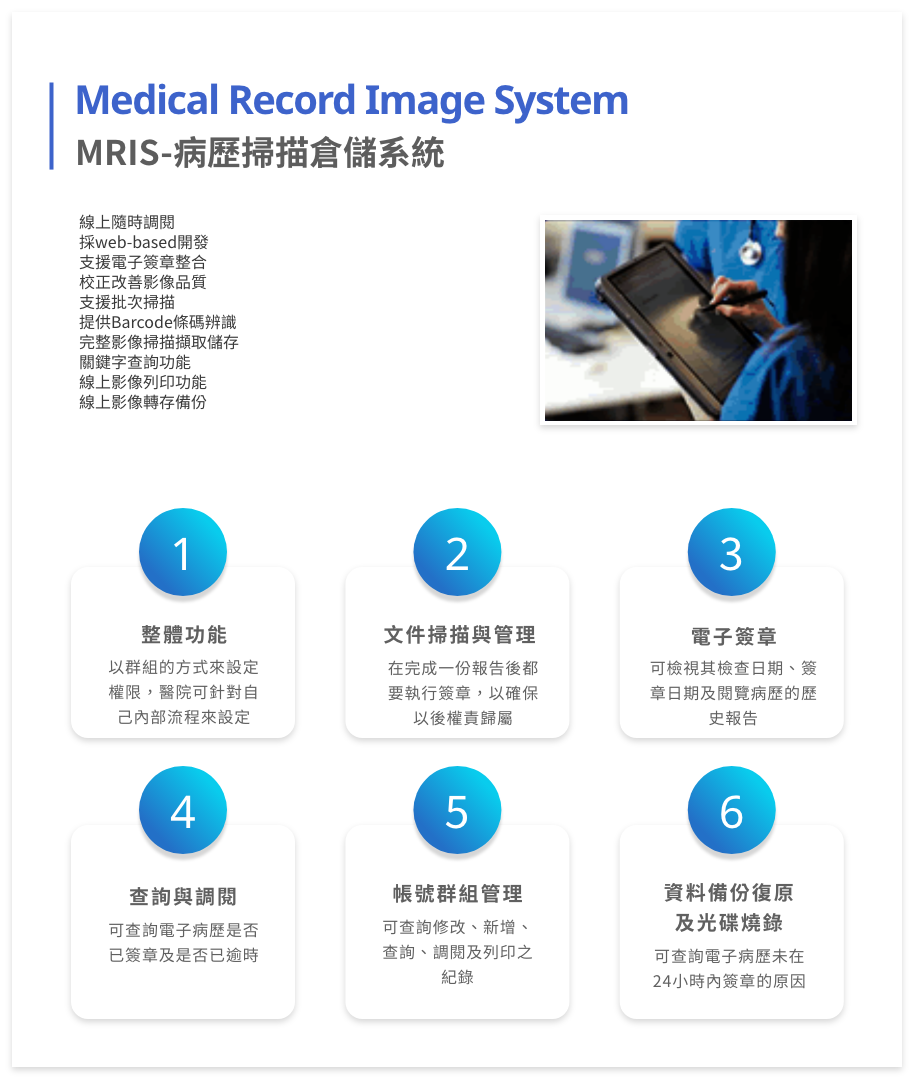 Medical Record Image System
MRIS-病歷掃描倉儲系統
線上隨時調閱
採web-based開發
支援電子簽章整合
校正改善影像品質
支援批次掃描
提供Barcode條碼辨識
完整影像掃描擷取儲存
關鍵字查詢功能
線上影像列印功能
線上影像轉存備份
1
整體功能
以群組的方式來設定
權限，醫院可針對自
己內部流程來設定
2
文件掃描與管理
在完成一份報告後都
要執行簽章，以確保
以後權責歸屬
3
電子簽章
可檢視其檢查日期、簽
章日期及閱覽病歷的歷
史報告
4
查詢與調閱
可查詢電子病歷是否
已簽章及是否已逾時
5
帳號群組管理
可查詢修改、新增、
查詢、調閱及列印之
紀錄
6
資料備份復原
及光碟燒錄
可查詢電子病歷未在
24小時內簽章的原因